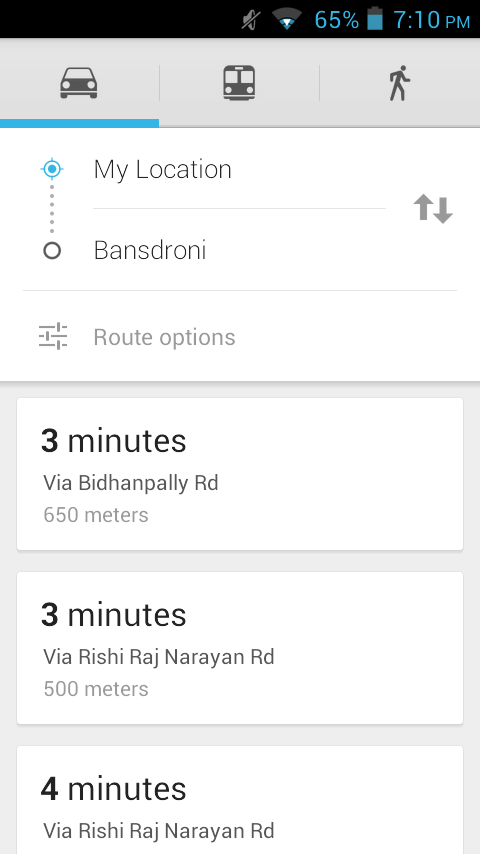 65% 7:10 PM
My Location
Bansdroni
Route options
3 minutes
Via Bidhanpally Rd
650 meters
3 minutes
Via Rishi Raj Narayan Rd
500 meters
4 minutes
Via Rishi Raj Narayan Rd